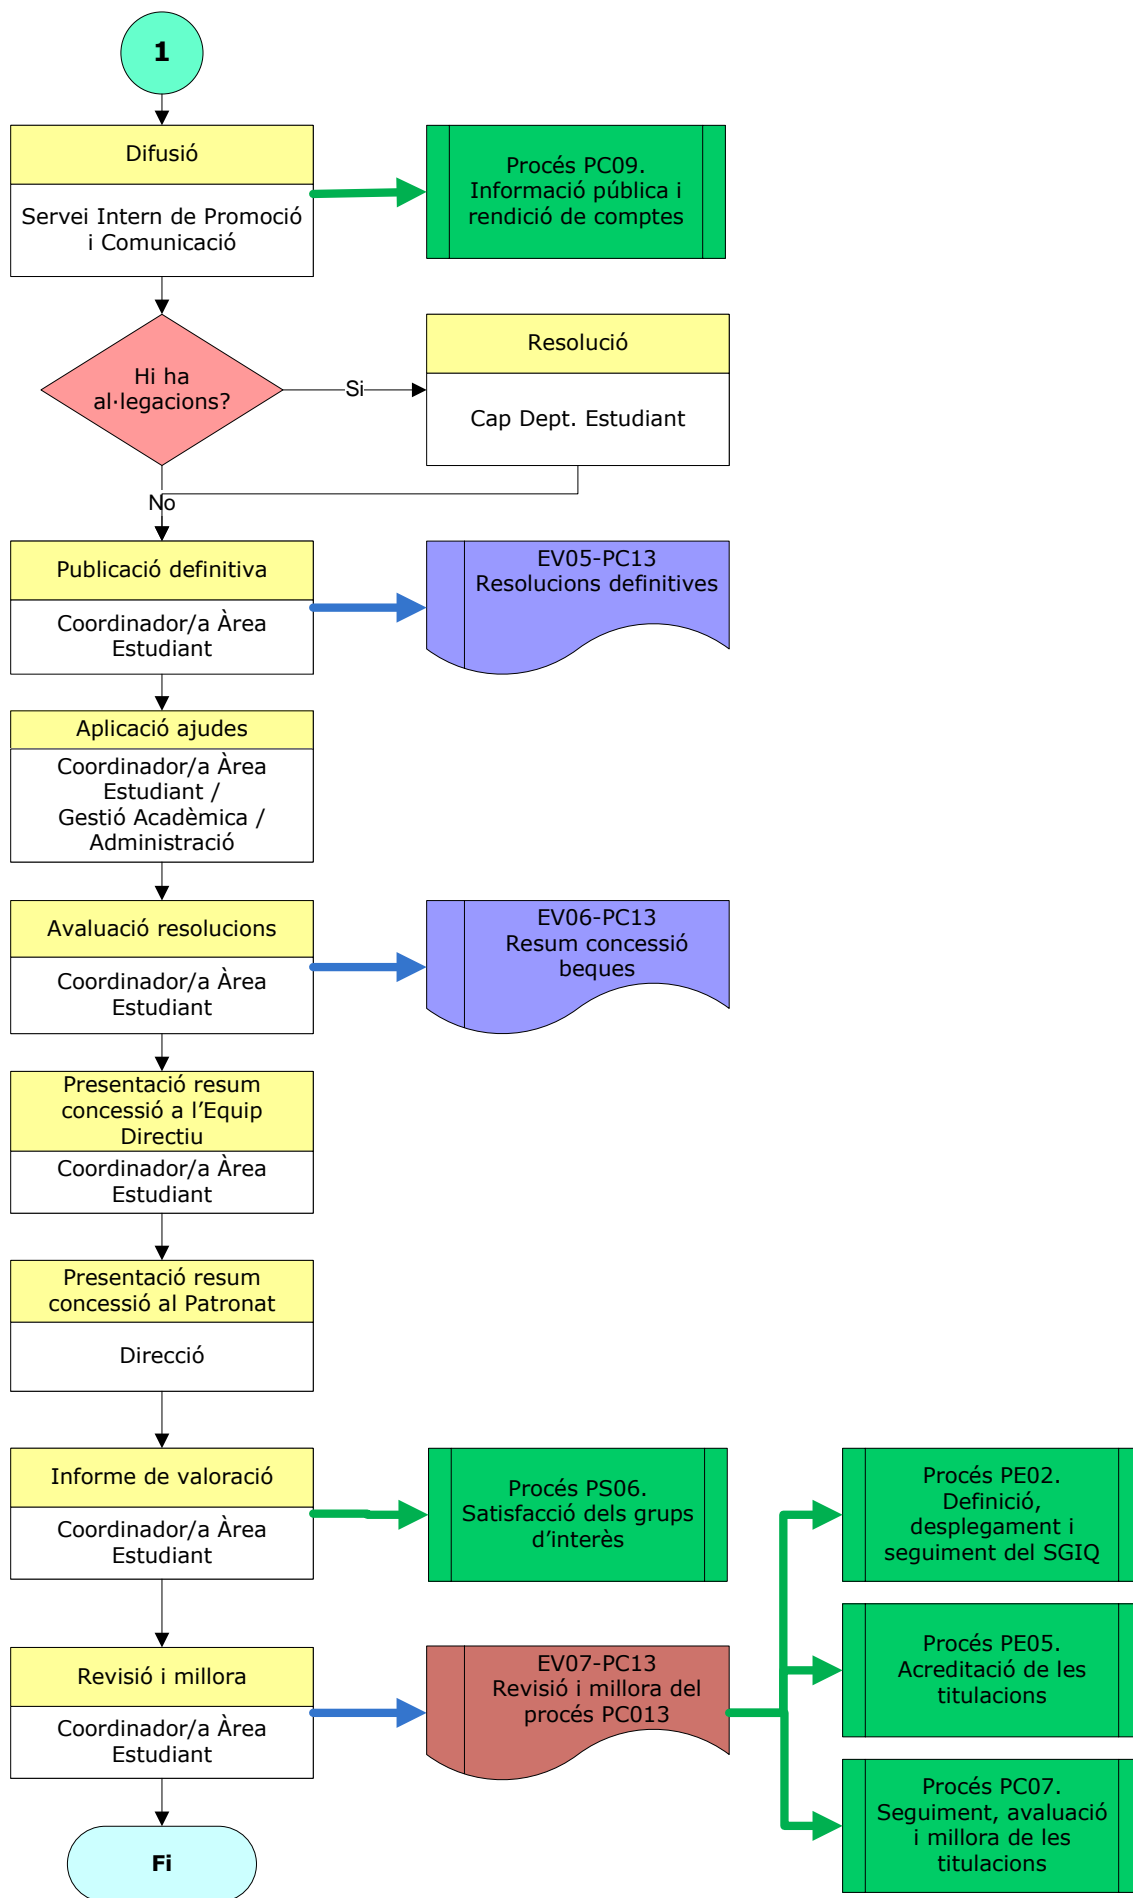 1
Difusió
Servei Intern de Promoció
i Comunicació
Procés PC09.
Informació pública i
rendició de comptes
Hi ha
al·legacions?
Si
Resolució
Cap Dept. Estudiant
No
Publicació definitiva
Coordinador/a Àrea
Estudiant
EV05-PC13
Resolucions definitives
Aplicació ajudes
Coordinador/a Àrea
Estudiant /
Gestió Acadèmica /
Administració
Avaluació resolucions
Coordinador/a Àrea
Estudiant
EV06-PC13
Resum concessió
beques
Presentació resum
concessió a l’Equip
Directiu
Coordinador/a Àrea
Estudiant
Presentació resum
concessió al Patronat
Direcció
Informe de valoració
Coordinador/a Àrea
Estudiant
Procés PS06.
Satisfacció dels grups
d’interès
Procés PE02.
Definició,
desplegament i
seguiment del SGIQ
Revisió i millora
Coordinador/a Àrea
Estudiant
EV07-PC13
Revisió i millora del
procés PC013
Procés PE05.
Acreditació de les
titulacions
Procés PC07.
Seguiment, avaluació
i millora de les
titulacions
Fi